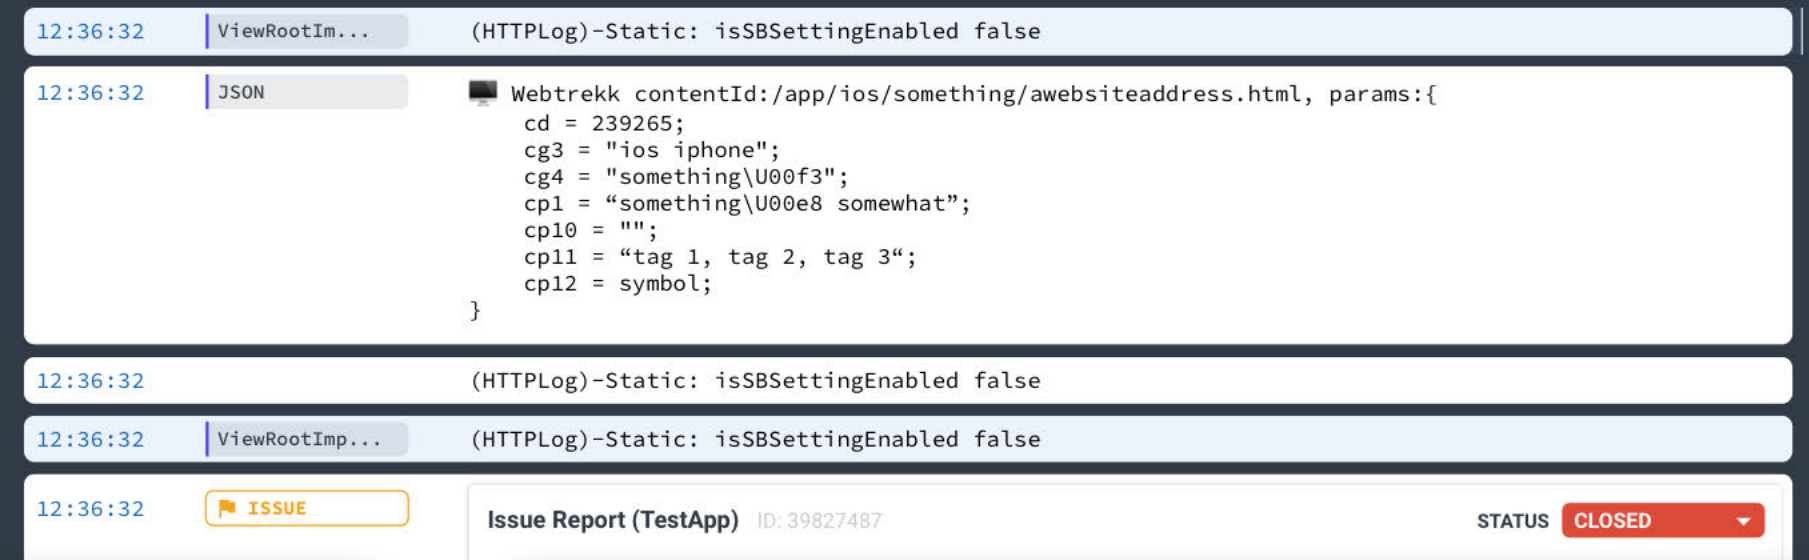 12:36:32 ViewRootIm... (HTTPLog)-Static: isSBSettingEnabled false
12:36:32 JSON Webtrekk contentId:/app/ios/something/awebsiteaddress.html, params:{
cd = 239265;
cg3 = "ios iphone";
cg4 = "something\U00f3";
cp1 = “something\U00e8 somewhat”;
cp10 = "";
cp11 = “tag 1, tag 2, tag 3“;
cp12 = symbol;
}
12:36:32 (HTTPLog)-Static: isSBSettingEnabled false
12:36:32 ViewRootImp... (HTTPLog)-Static: isSBSettingEnabled false
12:36:32 ISSUE Issue Report (TestApp) ID: 39827487 STATUS CLOSED